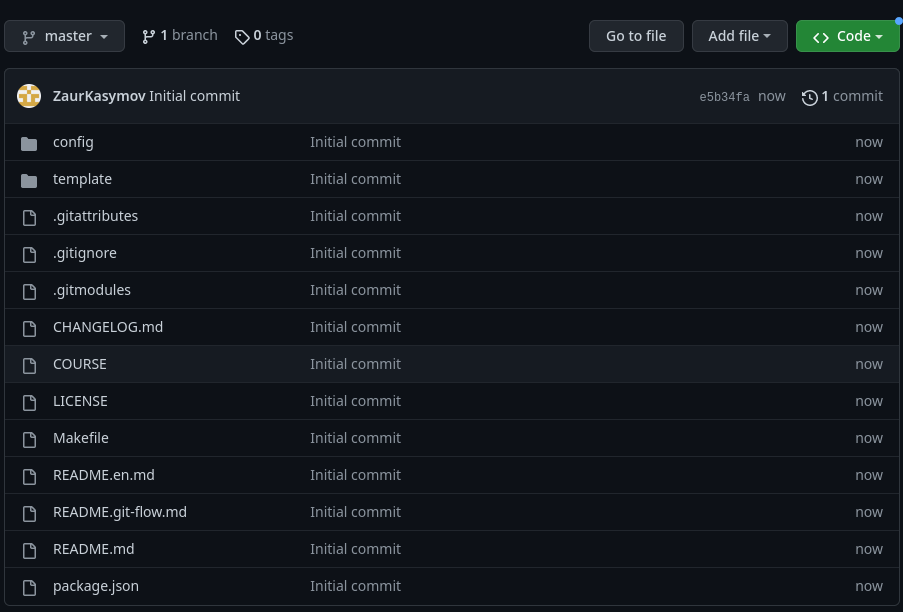 master 1 branch 0 tags Go to file Add file Code
ZaurKasymov Initial commit e5b34fa now 1 commit
config Initial commit now
template Initial commit now
.gitattributes Initial commit now
.gitignore Initial commit now
.gitmodules Initial commit now
CHANGELOG.md Initial commit now
COURSE Initial commit now
LICENSE Initial commit now
Makefile Initial commit now
README.en.md Initial commit now
README.git-flow.md Initial commit now
README.md Initial commit now
package.json Initial commit now